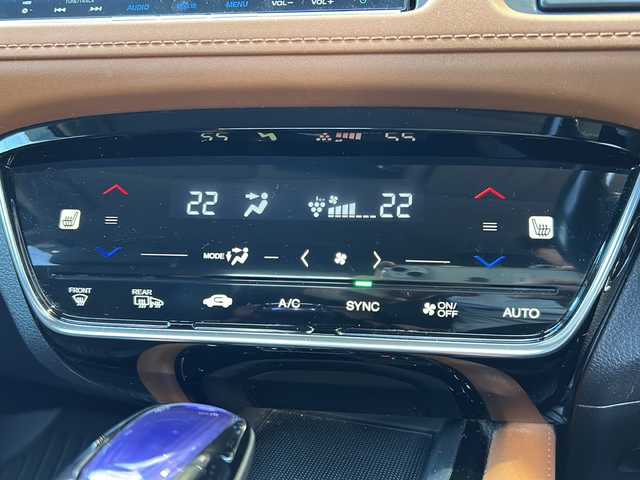 AUDIO MENU VOL− VOL+
22 22
MODE
FRONT REAR A/C SYNC ON/OFF AUTO